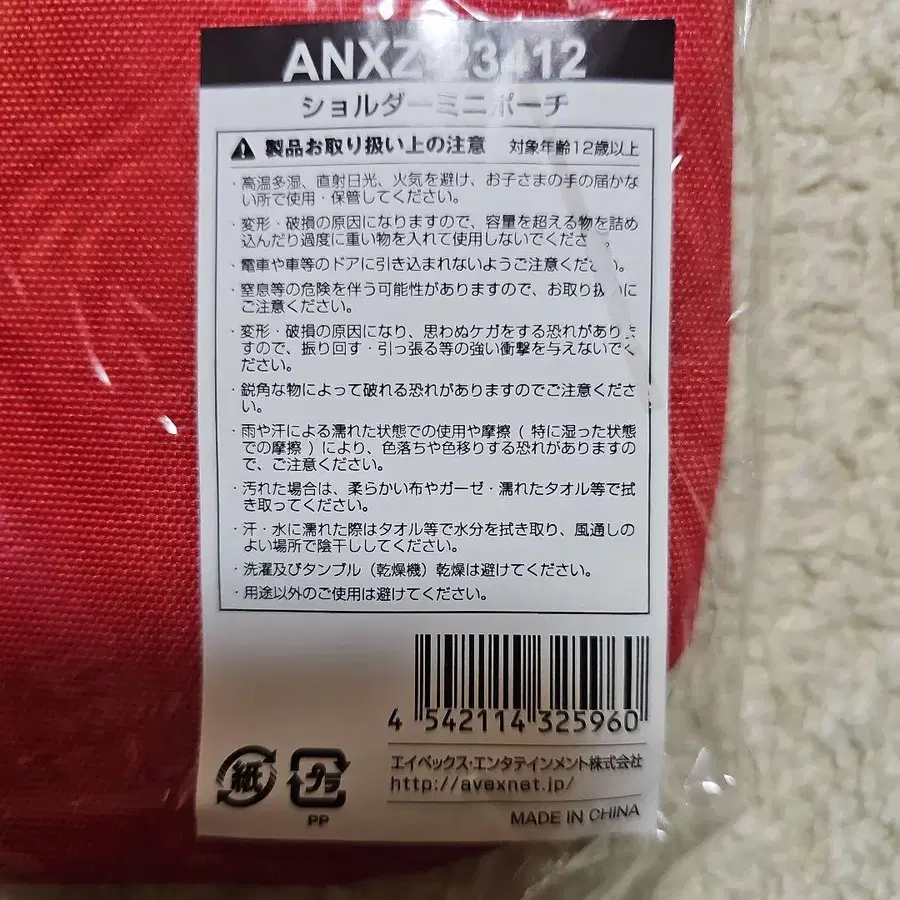 ANXZ-23412
ショルダーミニポーチ
製品お取り扱い上の注意 対象年齢12歳以上
・高温多湿、直射日光、火気を避け、お子さまの手の届かな
い所で使用・保管してください。
・変形・破損の原因になりますので、容量を超える物を詰め
込んだり過度に重い物を入れて使用しないでくださ 。
・電車や車等のドアに引き込まれないようご注意くだ い。
・窒息等の危険を伴う可能性がありますので、お取り扱いに
ご注意ください。
・変形・破損の原因になり、思わぬケガをする恐れがありま
すので、振り回す・引っ張る等の強い衝撃を与えないでく
ださい。
・鋭角な物によって破れる恐れがありますのでご注意くださ
い。
・雨や汗による濡れた状態での使用や摩擦 ( 特に湿った状態
での摩擦 ) により、色落ちや色移りする恐れがありますの
で、ご注意ください。
・汚れた場合は、柔らかい布やガーゼ・濡れたタオル等で拭
き取ってください。
・汗・水に濡れた際はタオル等で水分を拭き取り、風通しの
よい場所で陰干ししてください。
・洗濯及びタンブル（乾燥機）乾燥は避けてください。
・用途以外のご使用は避けてください。
4 542114 325960
紙 プラ
PP
エイベックス・エンタテインメント株式会社
http://avexnet.jp/
MADE IN CHINA